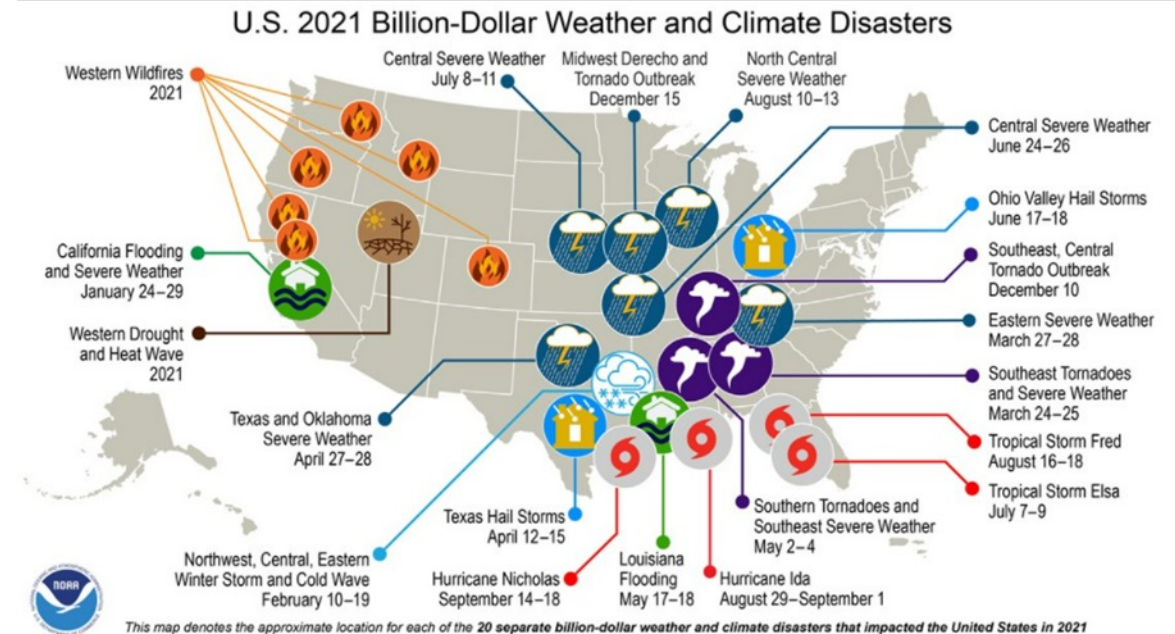 U.S. 2021 Billion-Dollar Weather and Climate Disasters
Western Wildfires
2021
Central Severe Weather
July 8–11
Midwest Derecho and
Tornado Outbreak
December 15
North Central
Severe Weather
August 10–13
Central Severe Weather
June 24–26
Ohio Valley Hail Storms
June 17–18
Southeast, Central
Tornado Outbreak
December 10
Eastern Severe Weather
March 27–28
Southeast Tornadoes
and Severe Weather
March 24–25
Tropical Storm Fred
August 16–18
Tropical Storm Elsa
July 7–9
California Flooding
and Severe Weather
January 24–29
Western Drought
and Heat Wave
2021
Texas and Oklahoma
Severe Weather
April 27–28
Texas Hail Storms
April 12–15
Northwest, Central, Eastern
Winter Storm and Cold Wave
February 10–19
Hurricane Nicholas
September 14–18
Louisiana
Flooding
May 17–18
Hurricane Ida
August 29–September 1
Southern Tornadoes and
Southeast Severe Weather
May 2–4
NOAA
This map denotes the approximate location for each of the 20 separate billion-dollar weather and climate disasters that impacted the United States in 2021